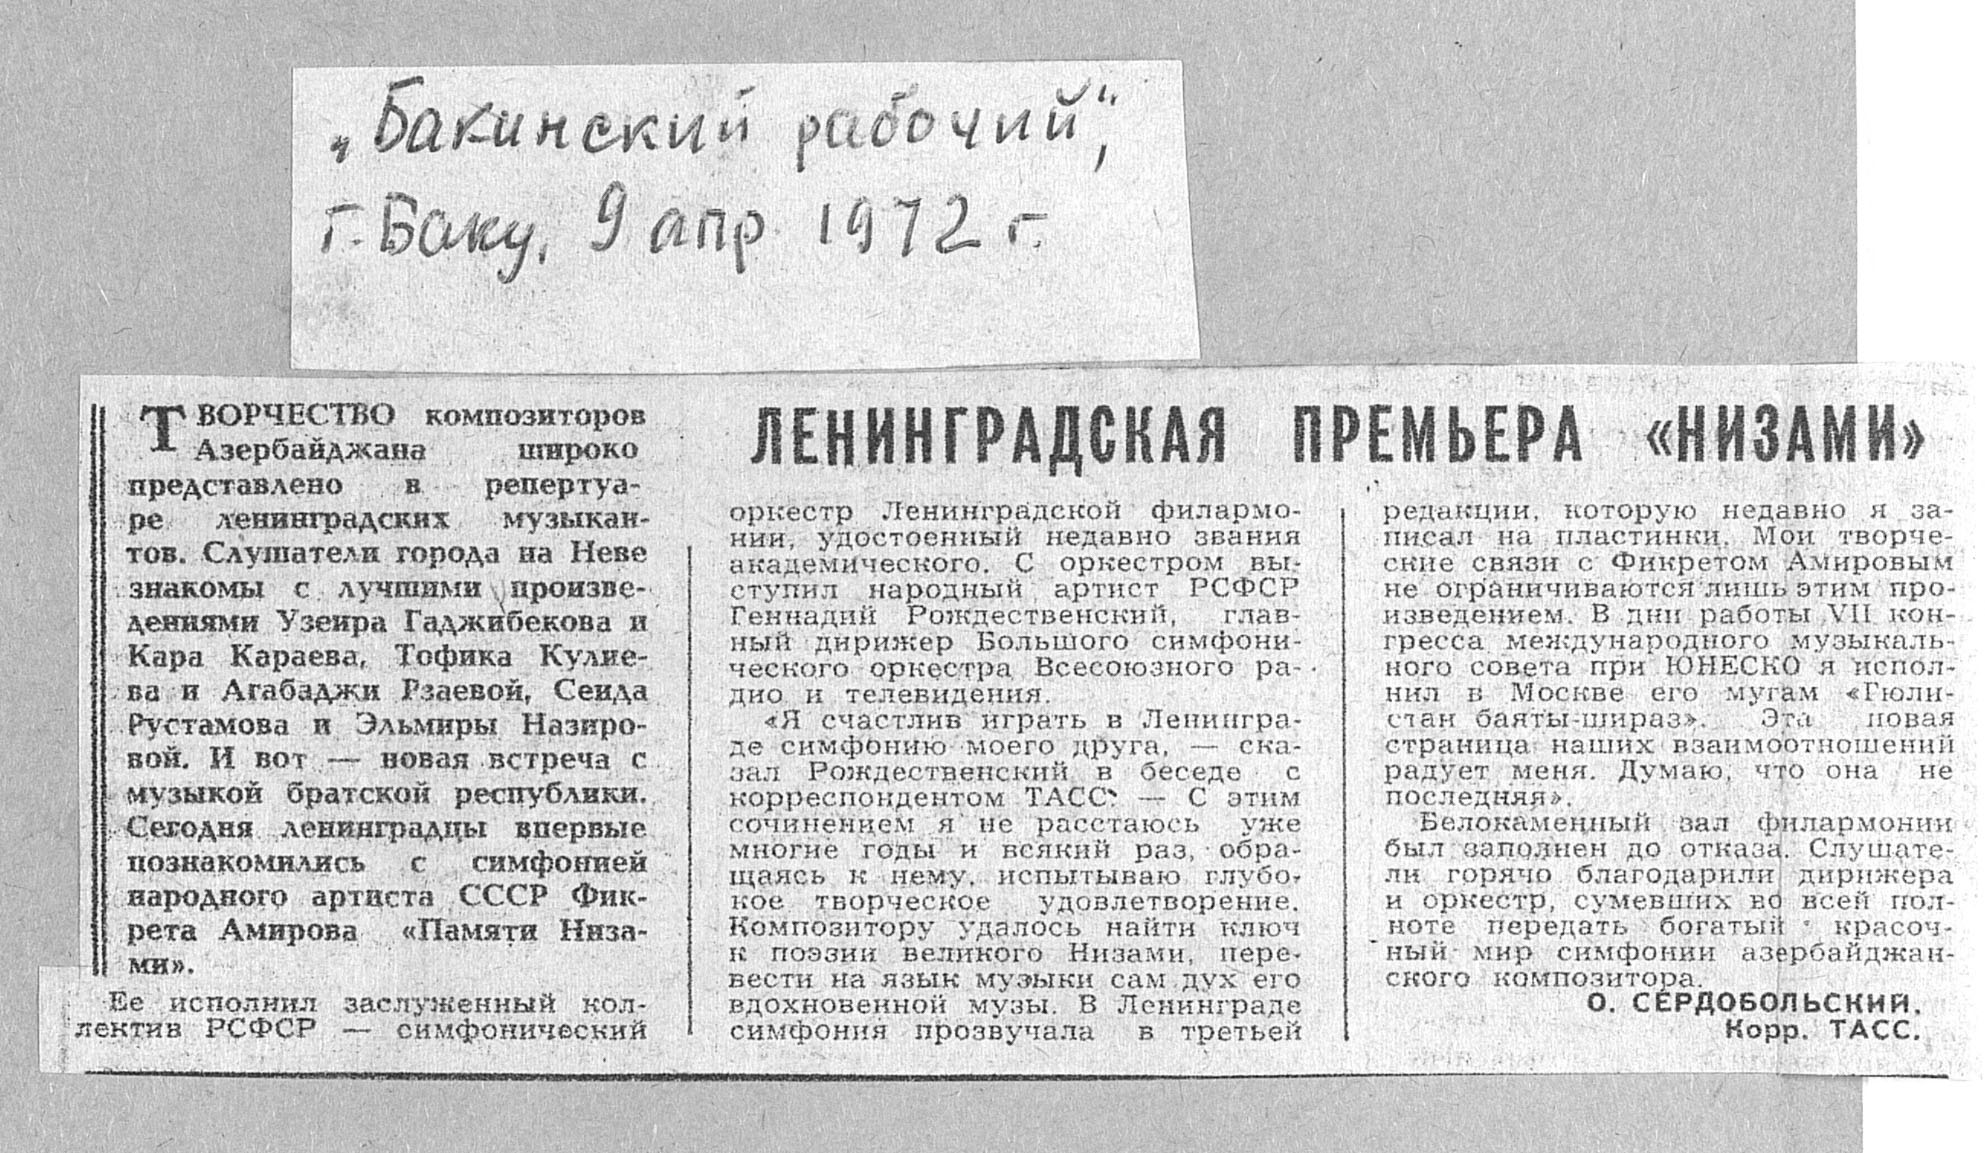 „Бакинский рабочий“,
г. Баку, 9 апр 1972 г.
ЛЕНИНГРАДСКАЯ ПРЕМЬЕРА «НИЗАМИ»
ТВОРЧЕСТВО композиторов
Азербайджана широко
представлено в репертуа-
ре ленинградских музыкан-
тов. Слушатели города на Неве
знакомы с лучшими произве-
дениями Узеира Гаджибекова и
Кара Караева, Тофика Кулие-
ва и Агабаджи Рзаевой, Сеида
Рустамова и Эльмиры Назиро-
вой. И вот — новая встреча с
музыкой братской республики.
Сегодня ленинградцы впервые
познакомились с симфонией
народного артиста СССР Фик-
рета Амирова «Памяти Низа-
ми».
Ее исполнил заслуженный кол-
лектив РСФСР — симфонический
оркестр Ленинградской филармо-
нии, удостоенный недавно звания
академического. С оркестром вы-
ступил народный артист РСФСР
Геннадий Рождественский, глав-
ный дирижер Большого симфони-
ческого оркестра Всесоюзного ра-
дио и телевидения.
«Я счастлив играть в Ленингра-
де симфонию моего друга, — ска-
зал Рождественский в беседе с
корреспондентом ТАСС. — С этим
сочинением я не расстаюсь уже
многие годы и всякий раз, обра-
щаясь к нему, испытываю глубо-
кое творческое удовлетворение.
Композитору удалось найти ключ
к поэзии великого Низами, пере-
вести на язык музыки сам дух его
вдохновенной музы. В Ленинграде
симфония прозвучала в третьей
редакции, которую недавно я за-
писал на пластинки. Мои творче-
ские связи с Фикретом Амировым
не ограничиваются лишь этим про-
изведением. В дни работы VII кон-
гресса международного музыкаль-
ного совета при ЮНЕСКО я испол-
нил в Москве его мугам «Гюли-
стан баяты-шираз». Эта новая
страница наших взаимоотношений
радует меня. Думаю, что она не
последняя».
Белокаменный зал филармонии
был заполнен до отказа. Слушате-
ли горячо благодарили дирижера
и оркестр, сумевших во всей пол-
ноте передать богатый красоч-
ный мир симфонии азербайджан-
ского композитора.
О. СЕРДОБОЛЬСКИЙ.
Корр. ТАСС.